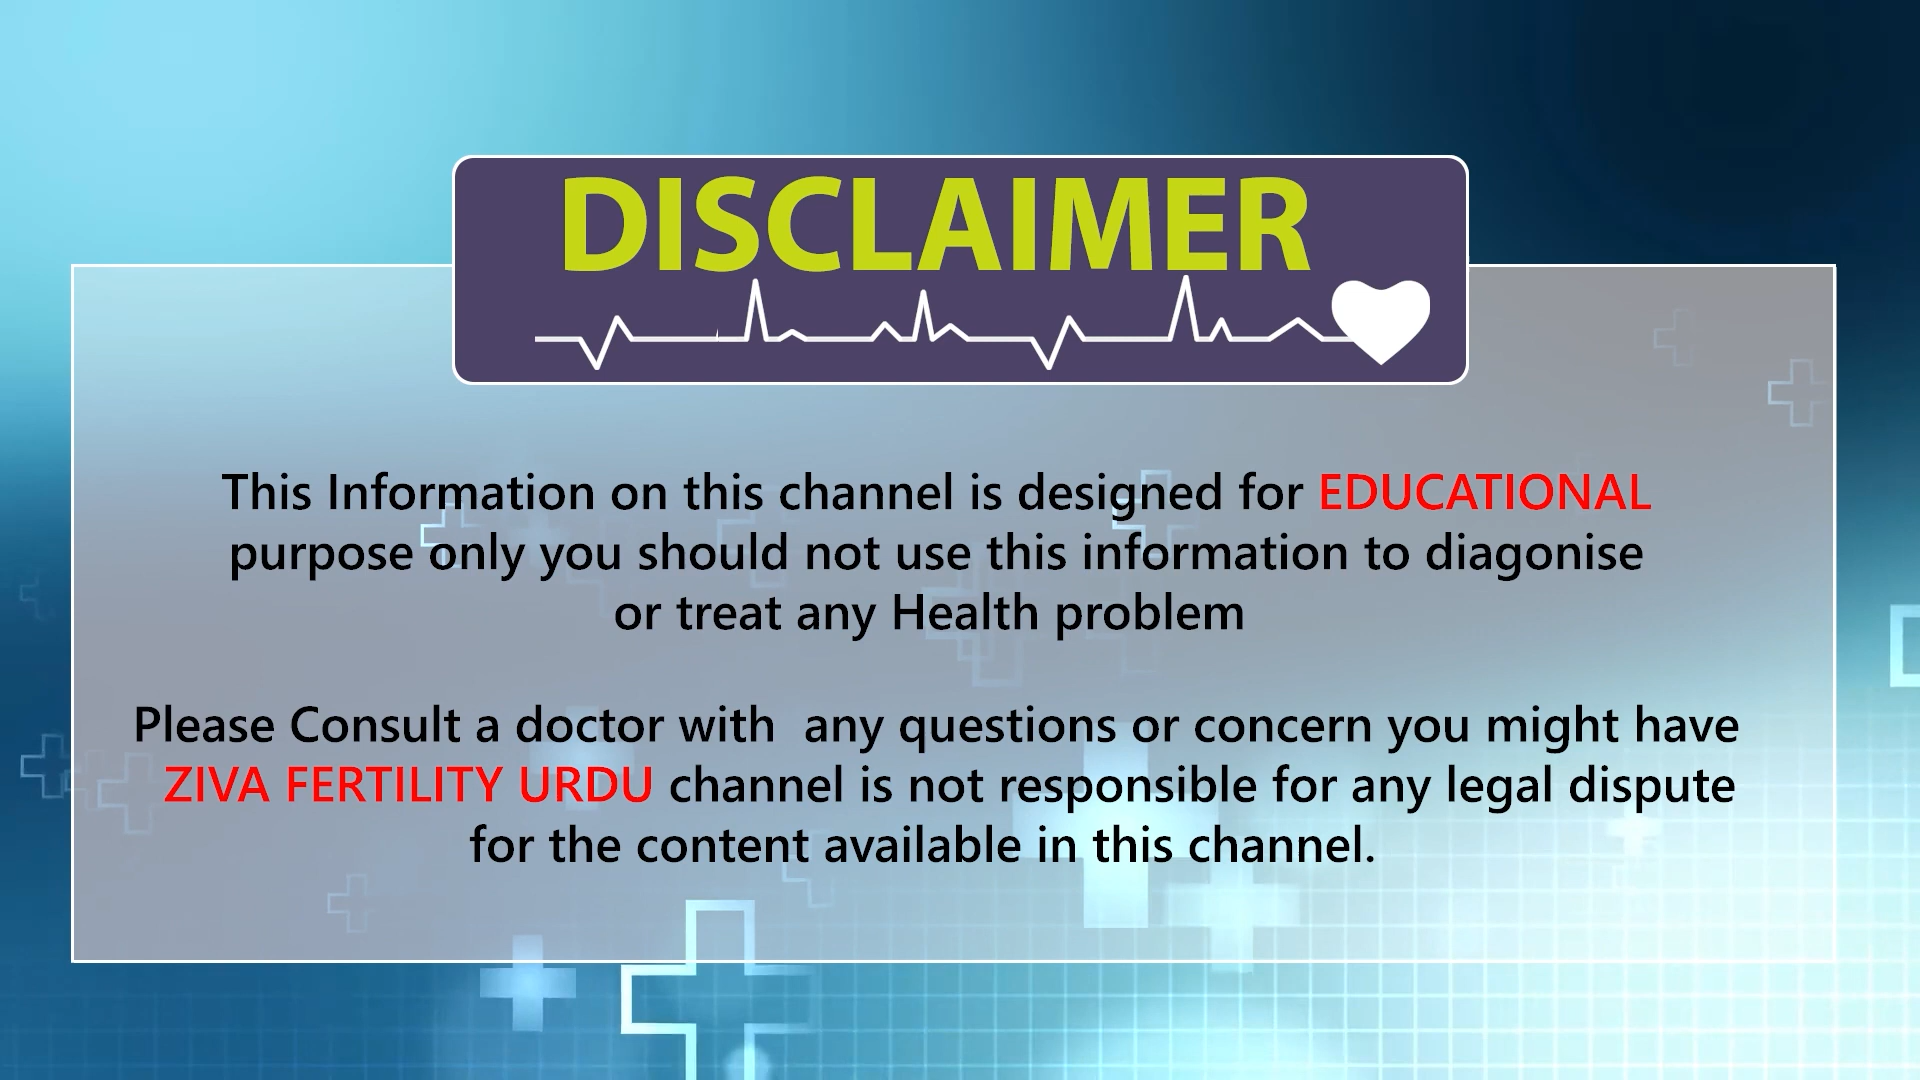 DISCLAIMER
This Information on this channel is designed for EDUCATIONAL
purpose only you should not use this information to diagonise
or treat any Health problem
Please Consult a doctor with  any questions or concern you might have
ZIVA FERTILITY URDU channel is not responsible for any legal dispute
for the content available in this channel.